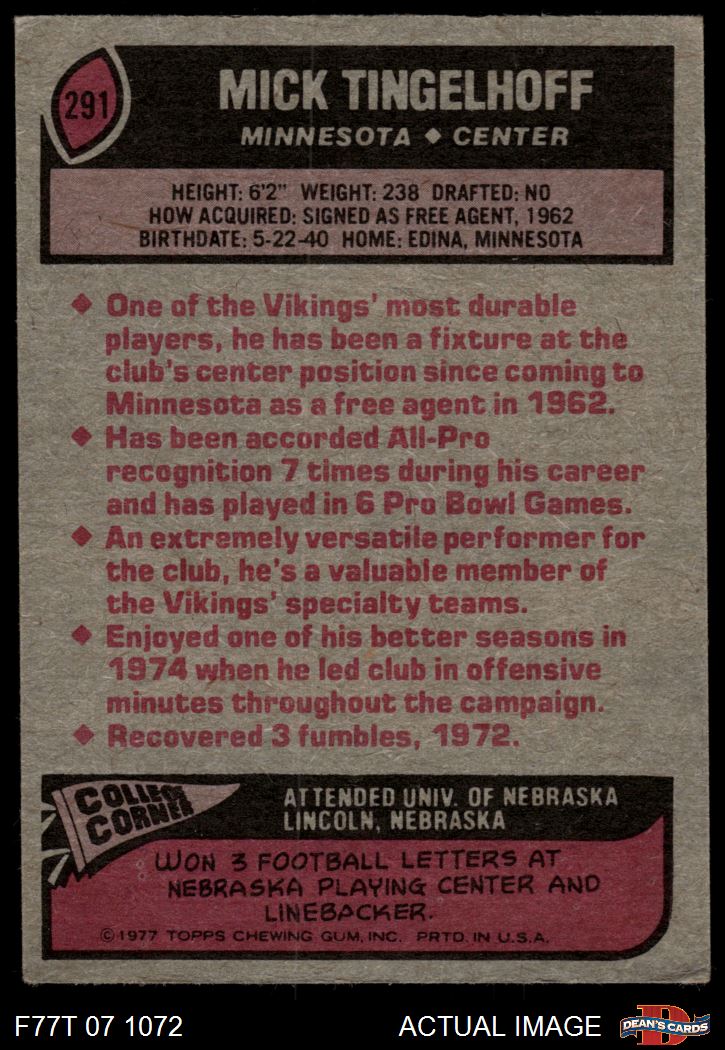 291
MICK TINGELHOFF
MINNESOTA ◆ CENTER
HEIGHT: 6'2" WEIGHT: 238 DRAFTED: NO
HOW ACQUIRED: SIGNED AS FREE AGENT, 1962
BIRTHDATE: 5-22-40 HOME: EDINA, MINNESOTA
◆ One of the Vikings' most durable
players, he has been a fixture at the
club's center position since coming to
Minnesota as a free agent in 1962.
◆ Has been accorded All-Pro
recognition 7 times during his career
and has played in 6 Pro Bowl Games.
◆ An extremely versatile performer for
the club, he's a valuable member of
the Vikings' specialty teams.
◆ Enjoyed one of his better seasons in
1974 when he led club in offensive
minutes throughout the campaign.
◆ Recovered 3 fumbles, 1972.
COLLEGE
CORNER
ATTENDED UNIV. OF NEBRASKA
LINCOLN, NEBRASKA
WON 3 FOOTBALL LETTERS AT
NEBRASKA PLAYING CENTER AND
LINEBACKER.
©1977 TOPPS CHEWING GUM, INC. PRTD. IN U.S.A.
F77T 07 1072
ACTUAL IMAGE
D
DEAN'S CARDS